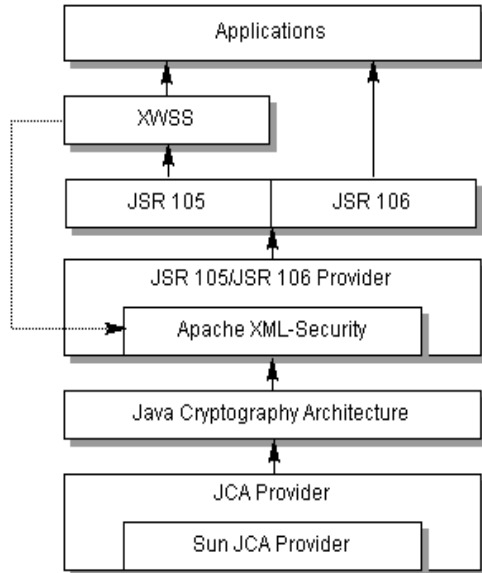 Applications
XWSS
JSR 105
JSR 106
JSR 105/JSR 106 Provider
Apache XML-Security
Java Cryptography Architecture
JCA Provider
Sun JCA Provider